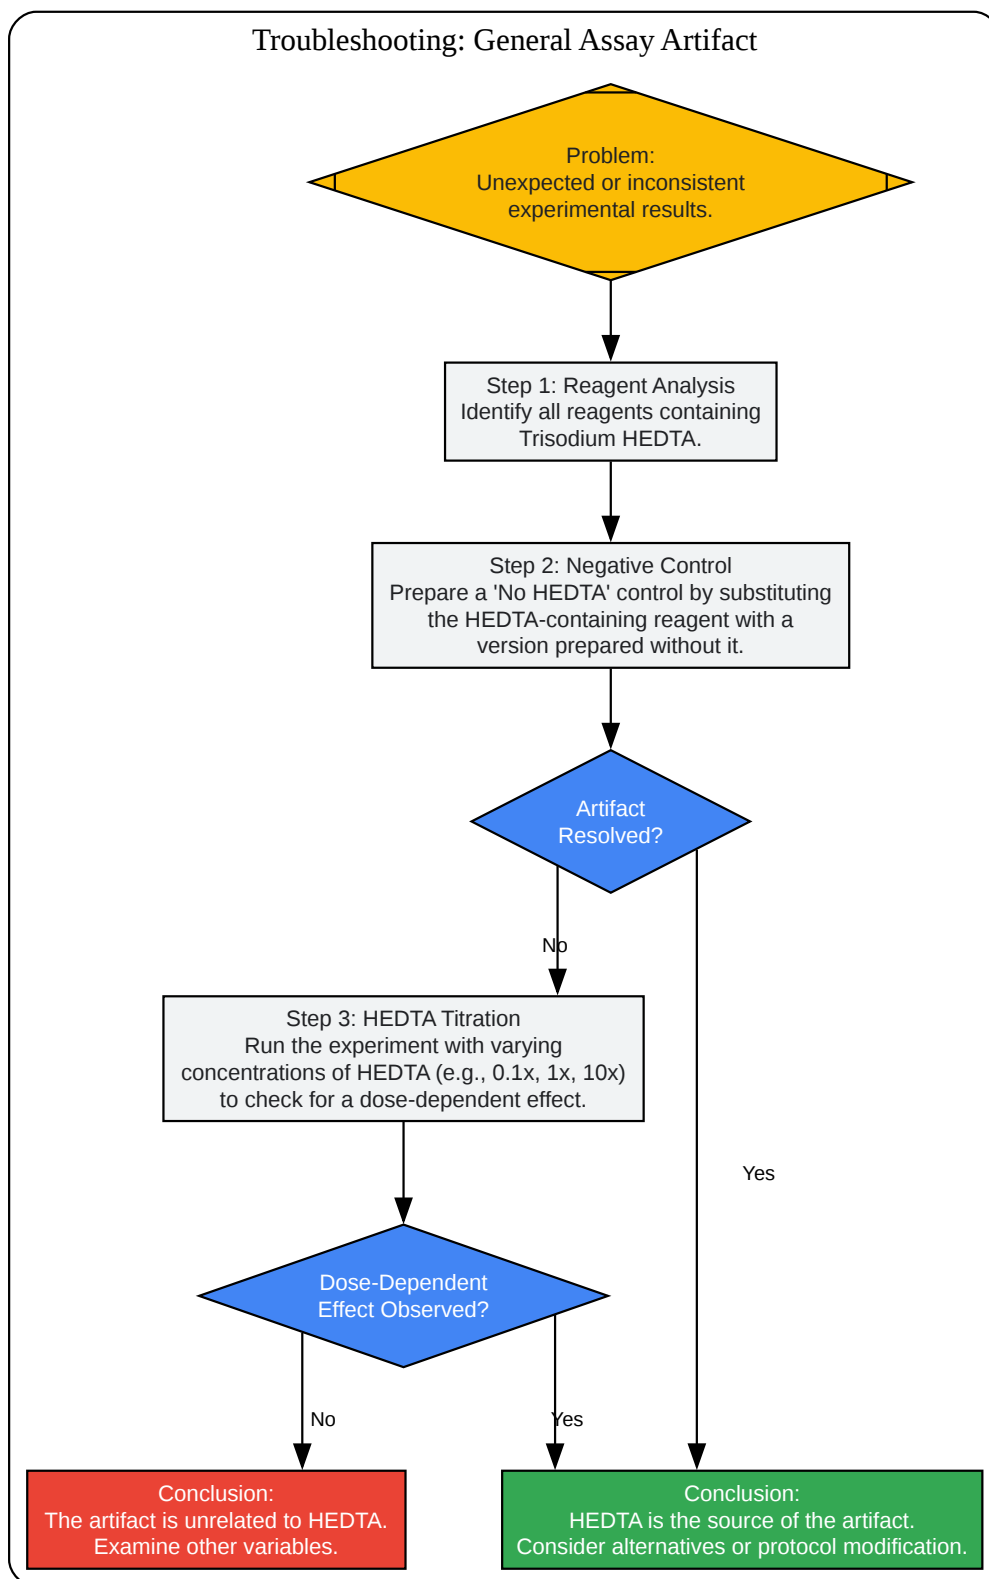 Troubleshooting: General Assay Artifact
Problem:
Unexpected or inconsistent
experimental results.
Step 1: Reagent Analysis
Identify all reagents containing
Trisodium HEDTA.
Step 2: Negative Control
Prepare a 'No HEDTA' control by substituting
the HEDTA-containing reagent with a
version prepared without it.
Artifact
Resolved?
No
Step 3: HEDTA Titration
Run the experiment with varying
concentrations of HEDTA (e.g., 0.1x, 1x, 10x)
to check for a dose-dependent effect.
Yes
Dose-Dependent
Effect Observed?
No
Yes
Conclusion:
The artifact is unrelated to HEDTA.
Examine other variables.
Conclusion:
HEDTA is the source of the artifact.
Consider alternatives or protocol modification.